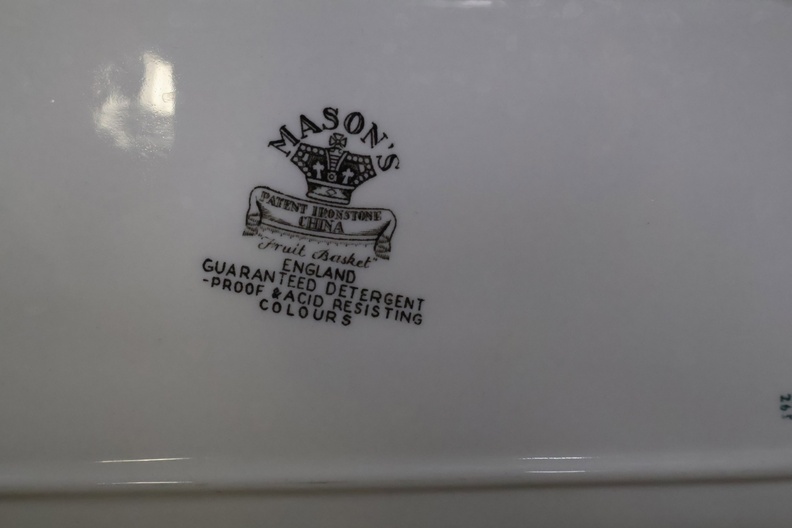 MASON'S
PATENT IRONSTONE
CHINA
"Fruit Basket"
ENGLAND
GUARANTEED DETERGENT
-PROOF & ACID RESISTING
COLOURS